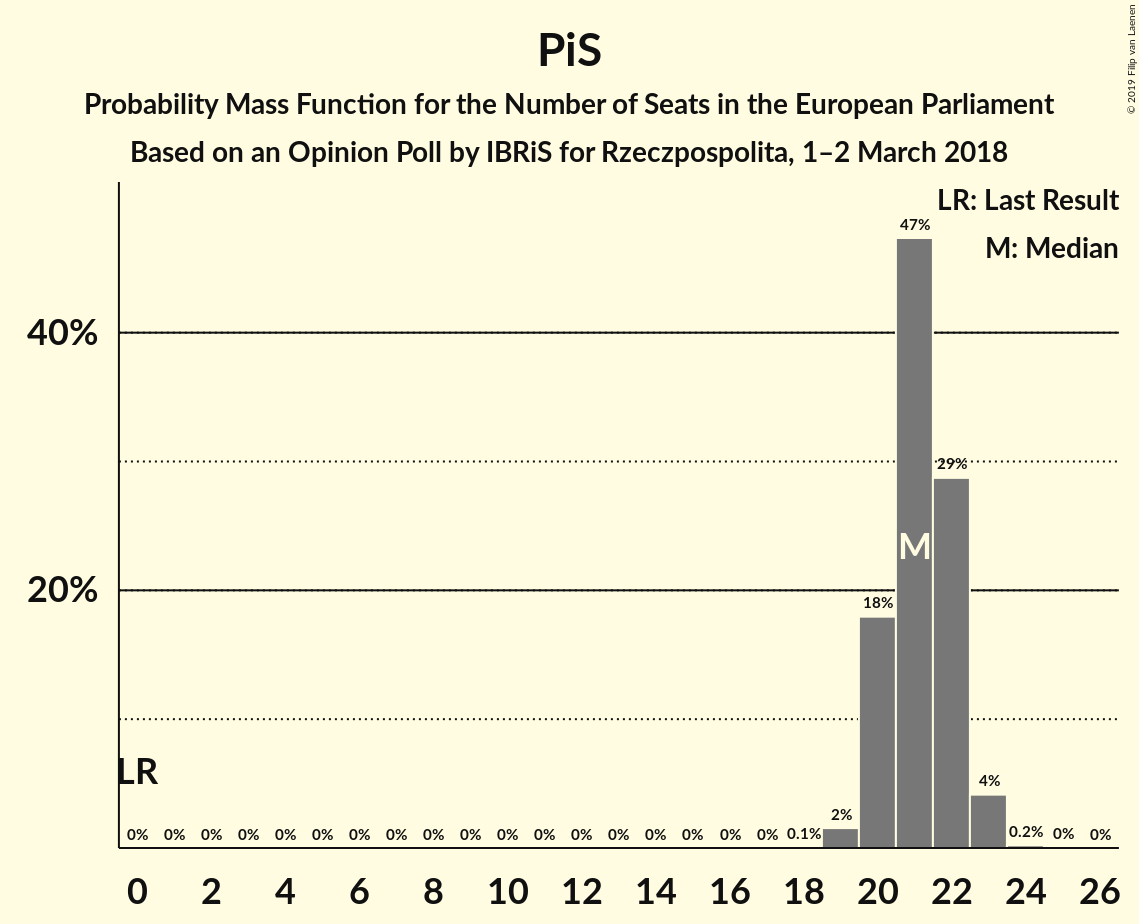 PiS
Probability Mass Function for the Number of Seats in the European Parliament
Based on an Opinion Poll by IBRiS for Rzeczpospolita, 1–2 March 2018
© 2019 Filip van Laenen
LR: Last Result
M: Median
47%
40%
29%
M
20%
18%
LR
4%
2%
0% 0% 0% 0% 0% 0% 0% 0% 0% 0% 0% 0% 0% 0% 0% 0% 0% 0% 0.1% 0.2% 0% 0%
0 2 4 6 8 10 12 14 16 18 20 22 24 26